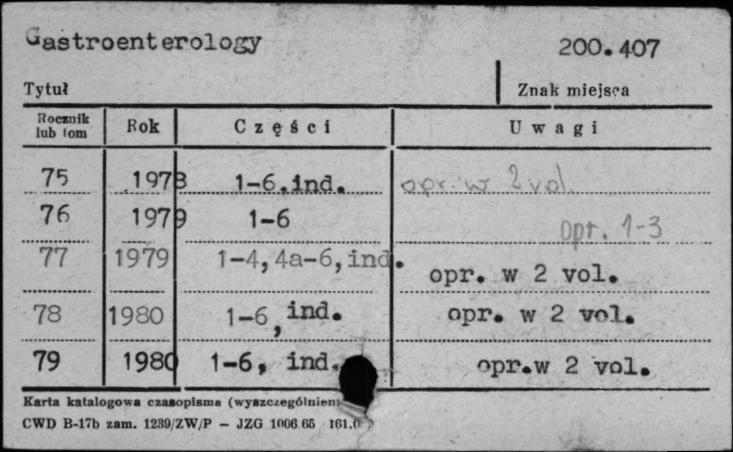 Gastroenterology 200.407
Tytuł Znak miejsca
Rocznik lub tom Rok Części Uwagi
75 1978 1-6.ind. opr. w 2 vol.
76 1979 1-6 opr. 1-3
77 1979 1-4,4a-6,ind. opr. w 2 vol.
78 1980 1-6, ind. opr. w 2 vol.
79 1980 1-6, ind. opr.w 2 vol.
Karta katalogowa czasopisma (wyszczególnien
CWD B-17b zam. 1239/ZW/P — JZG 1006 65 161.0